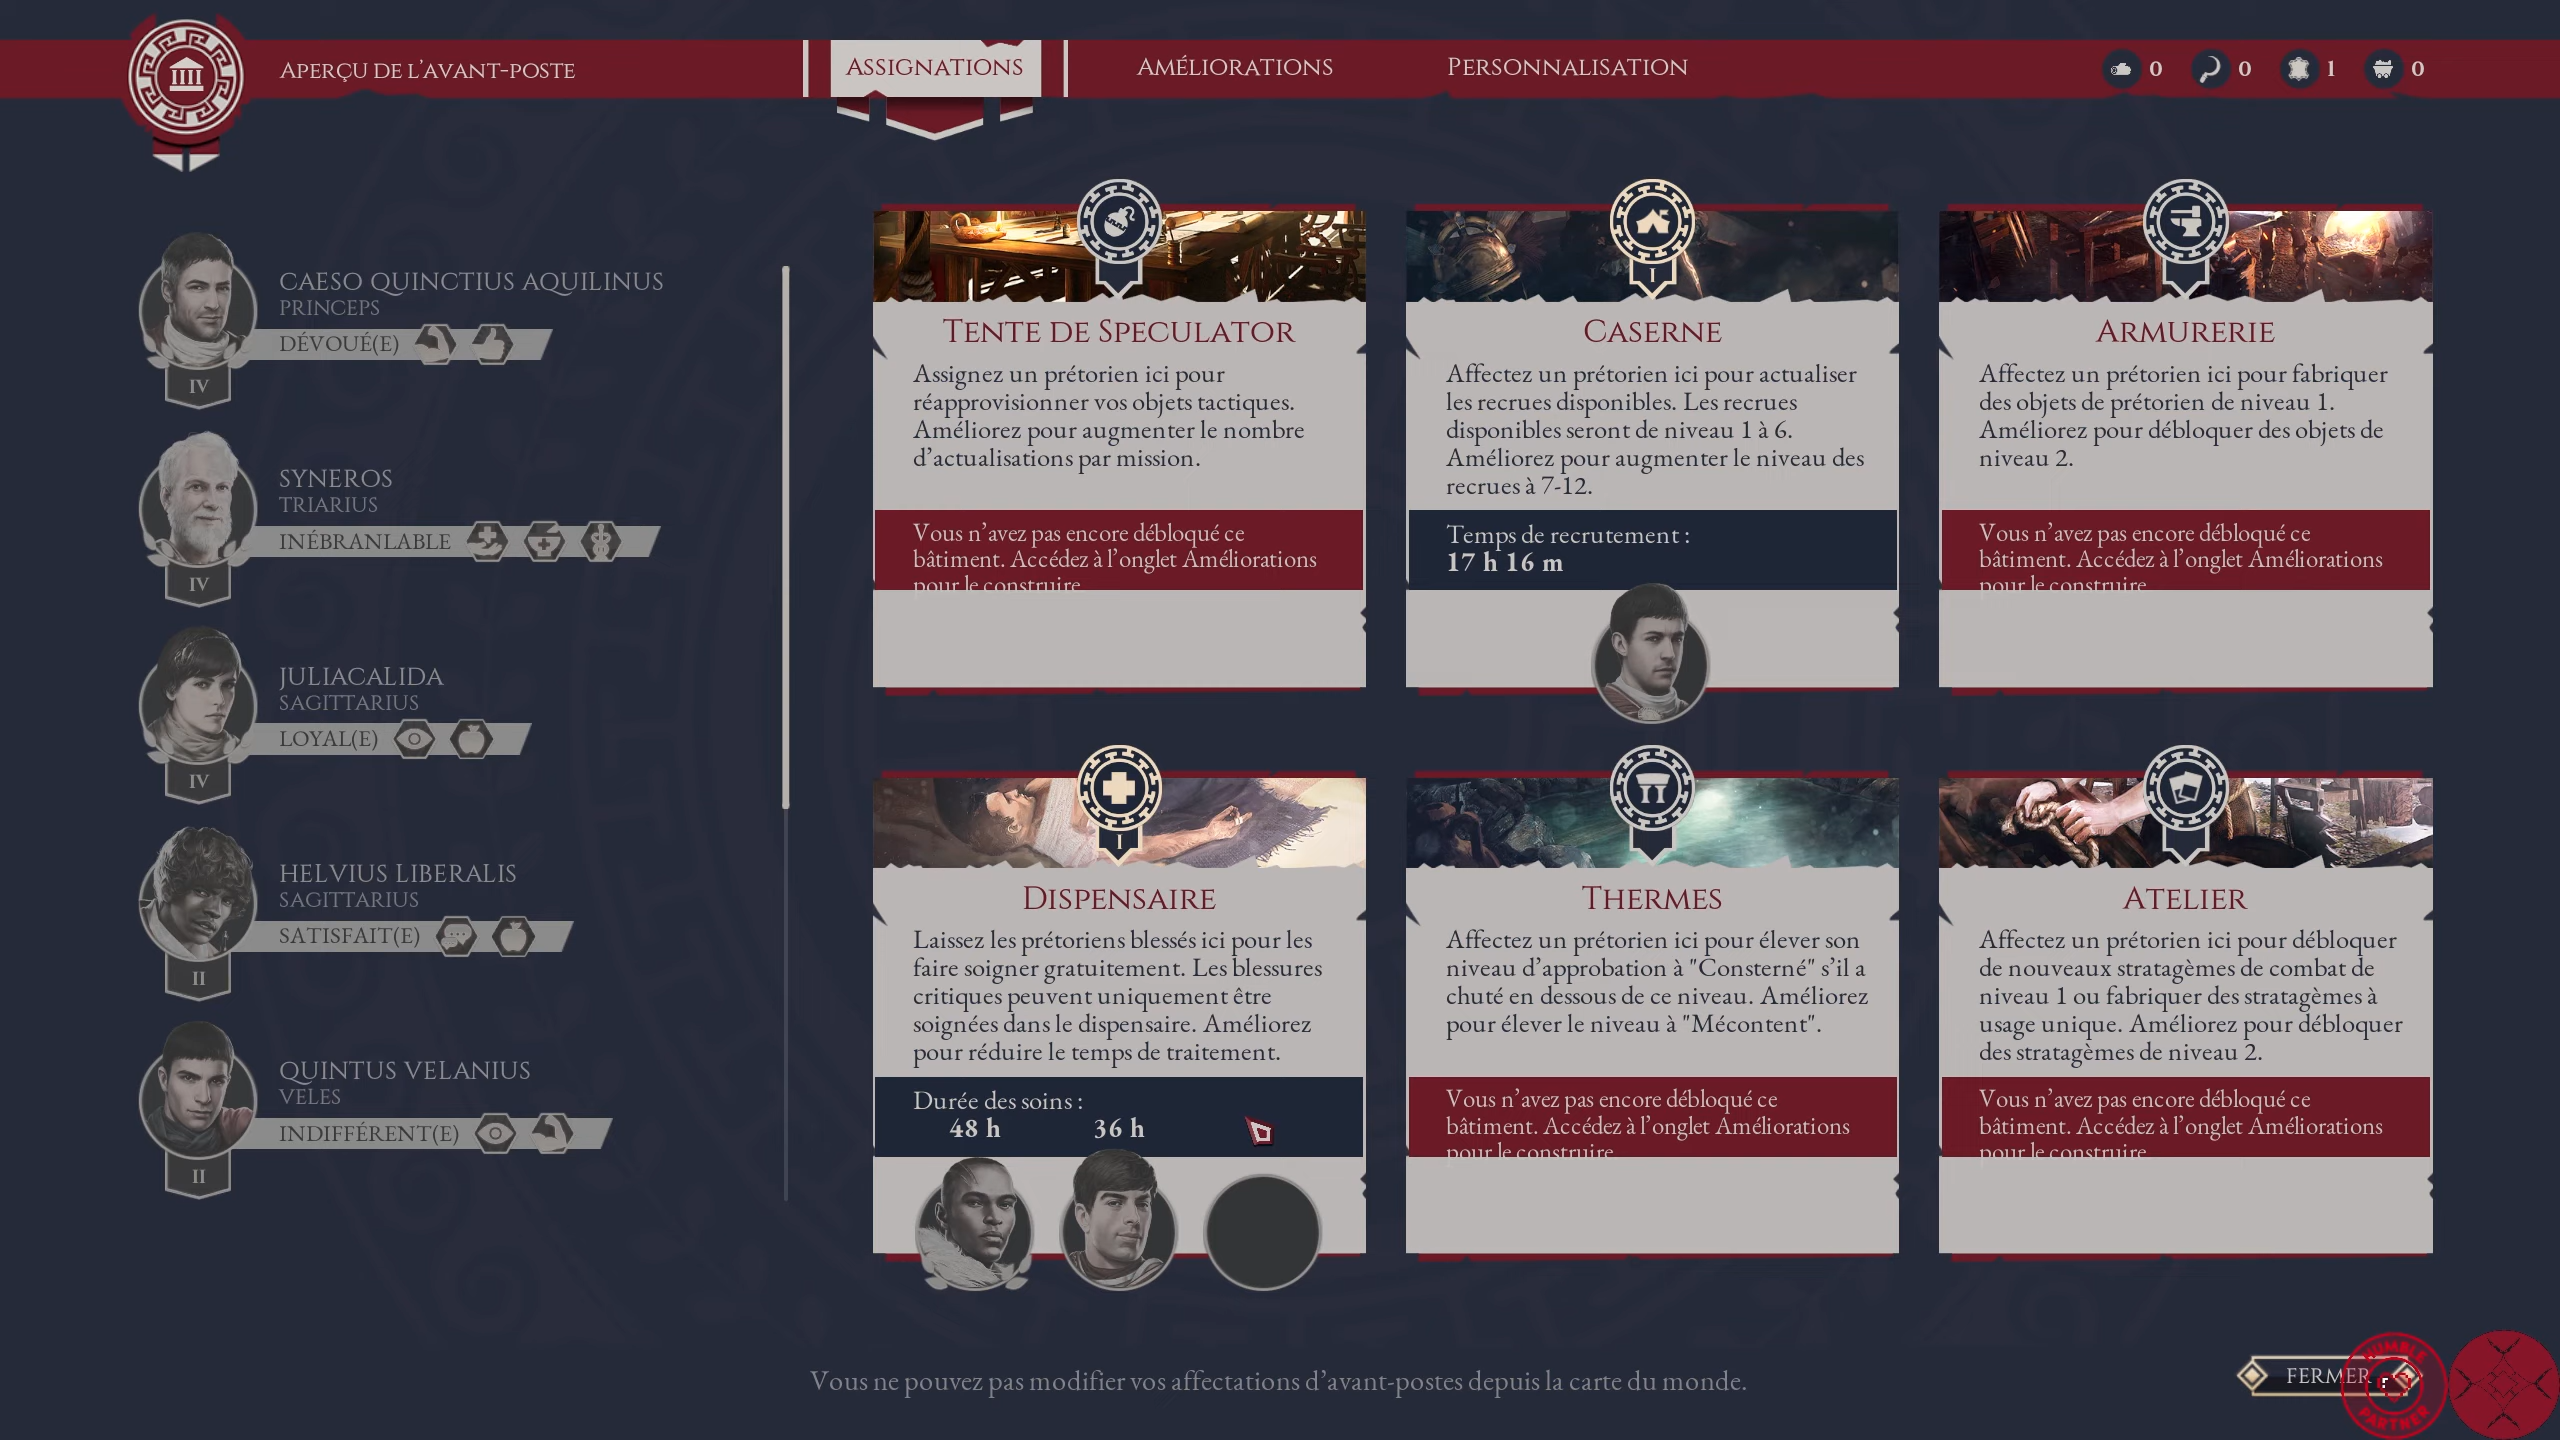 APERÇU DE L'AVANT-POSTE
ASSIGNATIONS
AMÉLIORATIONS
PERSONNALISATION
0
0
1
0
CAESO QUINCTIUS AQUILINUS
PRINCEPS
DÉVOUÉ(E)
IV
SYNEROS
TRIARIUS
INÉBRANLABLE
IV
JULIACALIDA
SAGITTARIUS
LOYAL(E)
IV
HELVIUS LIBERALIS
SAGITTARIUS
SATISFAIT(E)
II
QUINTUS VELANIUS
VELES
INDIFFÉRENT(E)
II
TENTE DE SPECULATOR
Assignez un prétorien ici pour
réapprovisionner vos objets tactiques.
Améliorez pour augmenter le nombre
d'actualisations par mission.
Vous n'avez pas encore débloqué ce
bâtiment. Accédez à l'onglet Améliorations
pour le construire
I
CASERNE
Affectez un prétorien ici pour actualiser
les recrues disponibles. Les recrues
disponibles seront de niveau 1 à 6.
Améliorez pour augmenter le niveau des
recrues à 7-12.
Temps de recrutement :
17 h 16 m
ARMURERIE
Affectez un prétorien ici pour fabriquer
des objets de prétorien de niveau 1.
Améliorez pour débloquer des objets de
niveau 2.
Vous n'avez pas encore débloqué ce
bâtiment. Accédez à l'onglet Améliorations
pour le construire
I
DISPENSAIRE
Laissez les prétoriens blessés ici pour les
faire soigner gratuitement. Les blessures
critiques peuvent uniquement être
soignées dans le dispensaire. Améliorez
pour réduire le temps de traitement.
Durée des soins :
48 h 36 h
THERMES
Affectez un prétorien ici pour élever son
niveau d'approbation à "Consterné" s'il a
chuté en dessous de ce niveau. Améliorez
pour élever le niveau à "Mécontent".
Vous n'avez pas encore débloqué ce
bâtiment. Accédez à l'onglet Améliorations
pour le construire
ATELIER
Affectez un prétorien ici pour débloquer
de nouveaux stratagèmes de combat de
niveau 1 ou fabriquer des stratagèmes à
usage unique. Améliorez pour débloquer
des stratagèmes de niveau 2.
Vous n'avez pas encore débloqué ce
bâtiment. Accédez à l'onglet Améliorations
pour le construire
Vous ne pouvez pas modifier vos affectations d'avant-postes depuis la carte du monde.
FERMER
HUMBLE
PARTNER